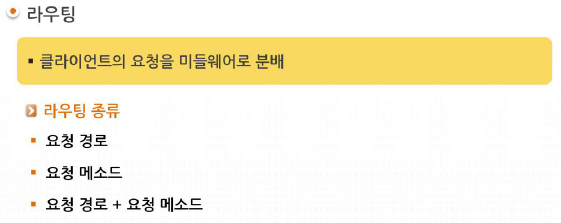 라우팅
▪ 클라이언트의 요청을 미들웨어로 분배
라우팅 종류
▪ 요청 경로
▪ 요청 메소드
▪ 요청 경로 + 요청 메소드